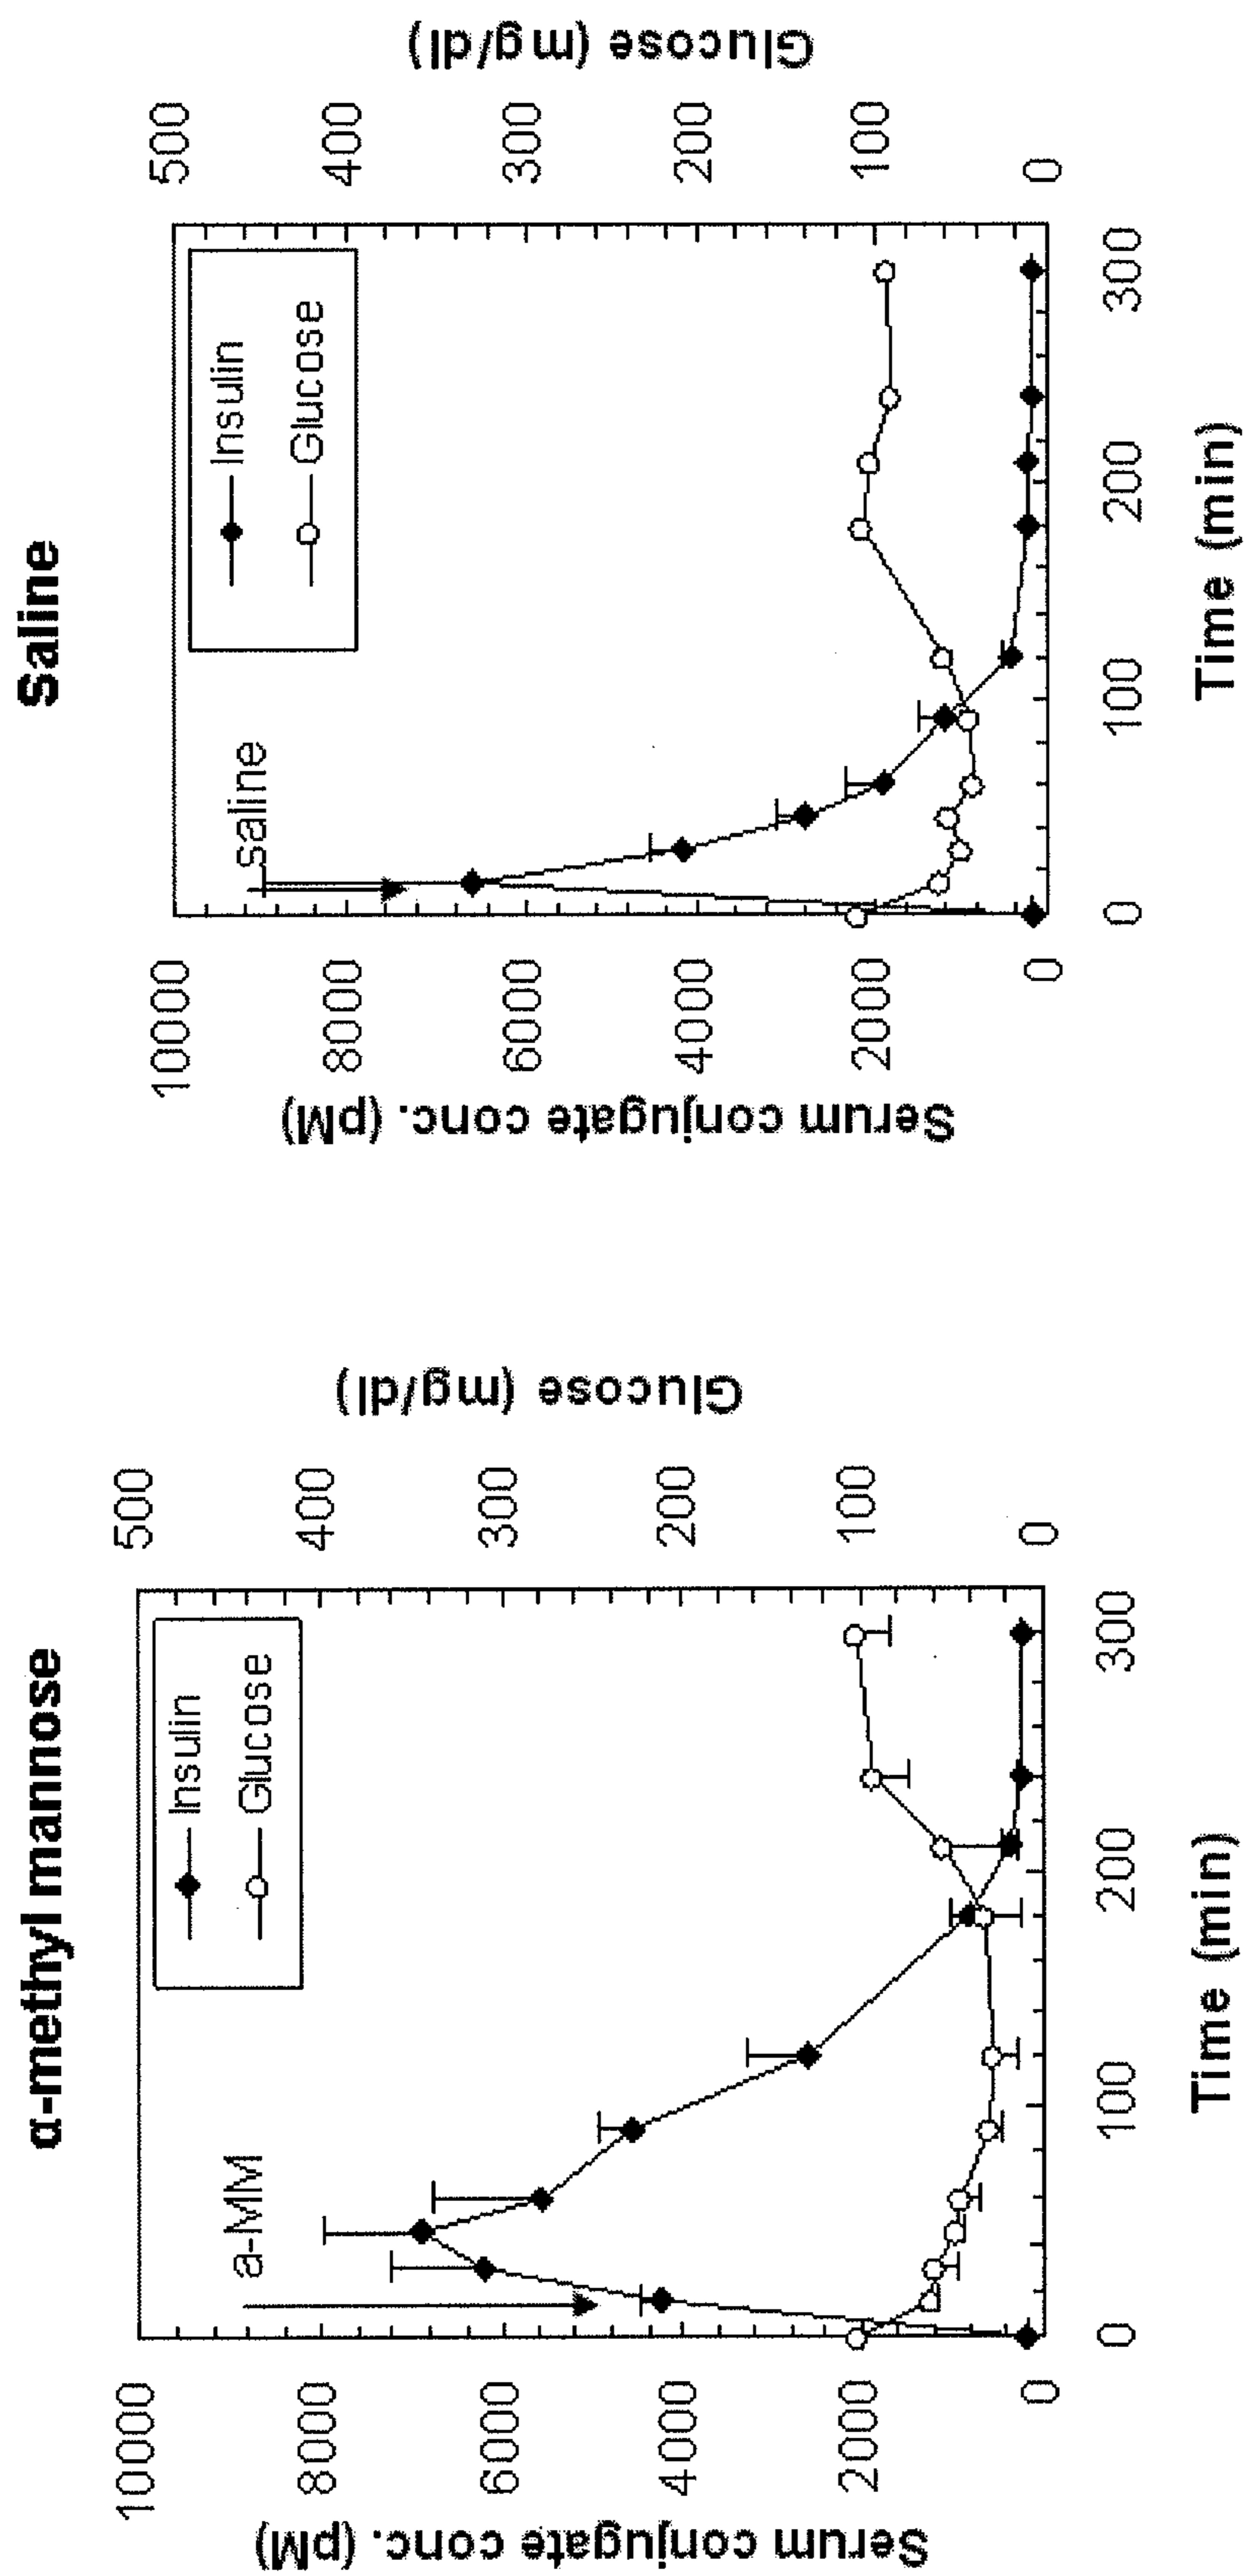 α-methyl mannose
Serum conjugate conc. (pM)
10000
8000
6000
4000
2000
0
a-MM
Insulin
Glucose
500
400
300
200
100
0
Glucose (mg/dl)
0
100
200
300
Time (min)
Saline
Serum conjugate conc. (pM)
10000
8000
6000
4000
2000
0
saline
Insulin
Glucose
500
400
300
200
100
0
Glucose (mg/dl)
0
100
200
300
Time (min)